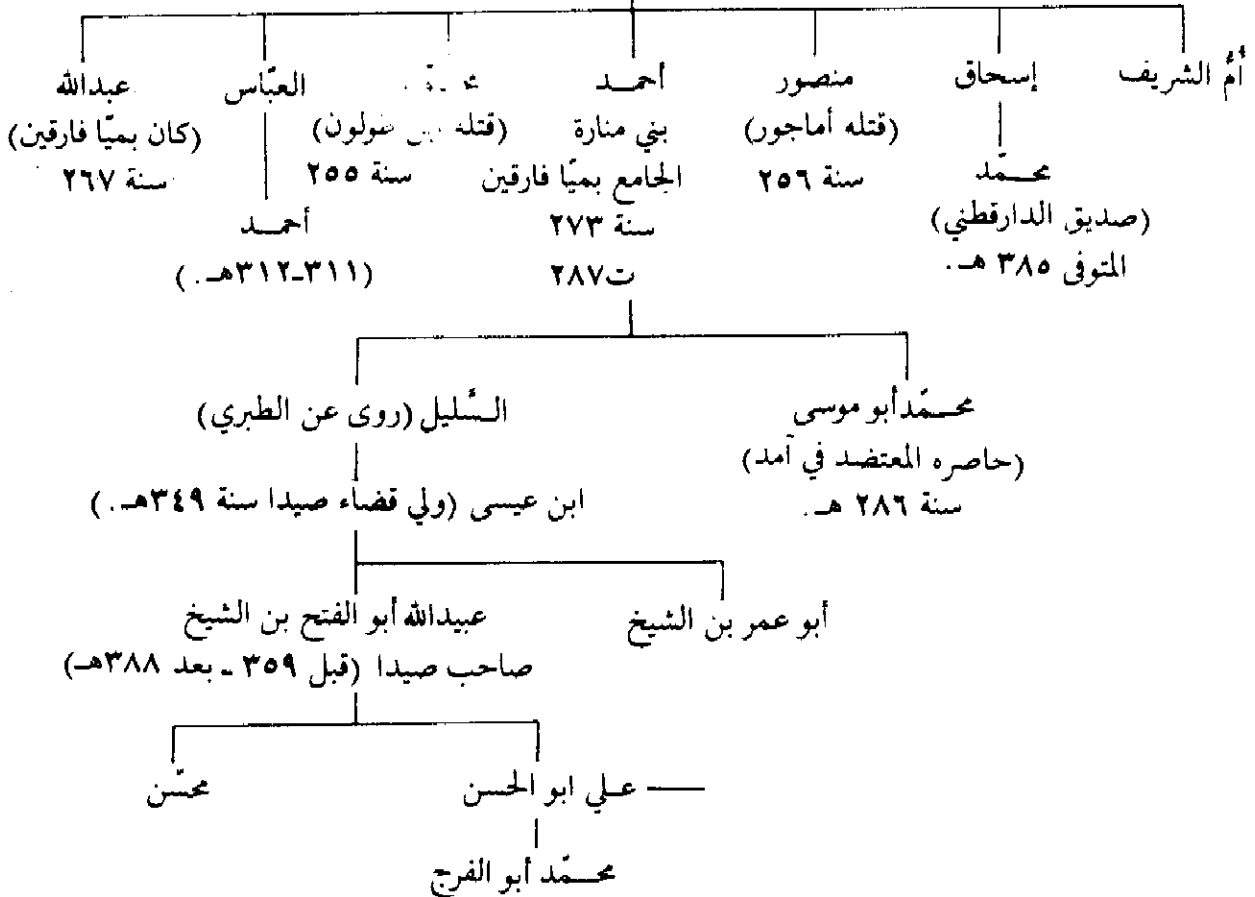 أُمُّ الشريف
إسحاق
محمّد
(صديق الدارقطني)
المتوفى ٣٨٥ هـ.
منصور
(قتله أماجور)
سنة ٢٥٦
أحمد
بنى منارة
الجامع بميّا فارقين
سنة ٢٧٣
ت٢٨٧
(قتله
سنة ٢٥٥
العبّاس
أحمد
(٣١١-٣١٢هـ.)
عبدالله
(كان بميّا فارقين)
سنة ٢٦٧
محمّد أبو موسى
(حاصره المعتضد في آمد)
سنة ٢٨٦ هـ.
السَّليل (روى عن الطبري)
ابن عيسى (ولي قضاء صيدا سنة ٣٤٩هـ.)
أبو عمر بن الشيخ
عبيدالله أبو الفتح بن الشيخ
صاحب صيدا (قبل ٣٥٩ - بعد ٣٨٨هـ)
علي ابو الحسن
محمّد أبو الفرج
محسّن